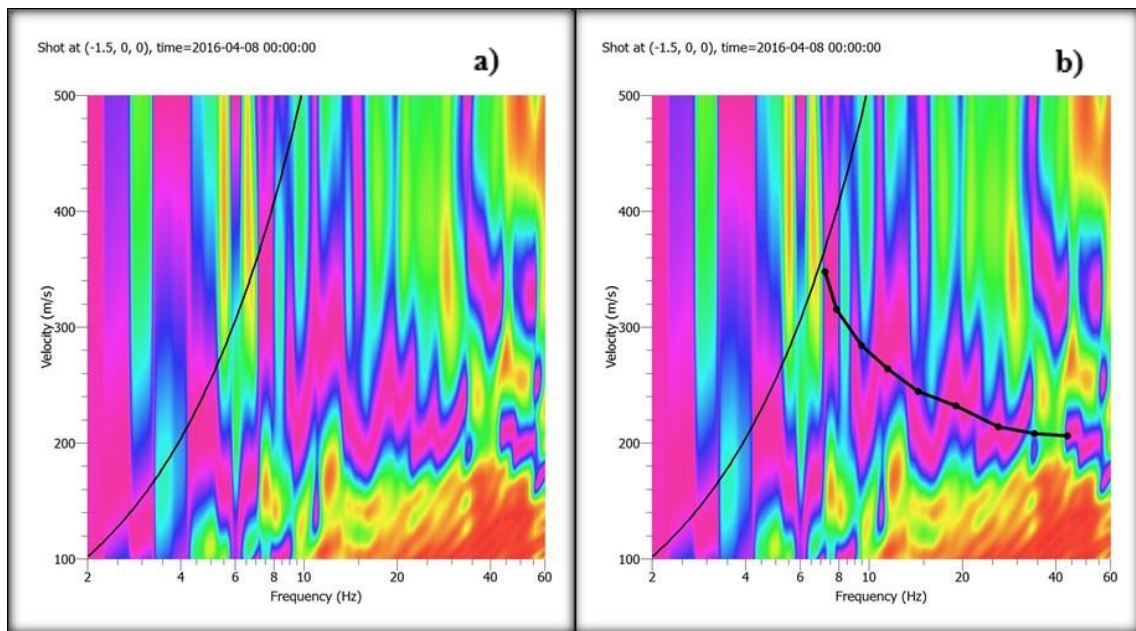 Shot at (-1.5, 0, 0), time=2016-04-08 00:00:00
a)
500
400
300
200
100
Velocity (m/s)
2 4 6 8 10 20 40 60
Frequency (Hz)
Shot at (-1.5, 0, 0), time=2016-04-08 00:00:00
b)
500
400
300
200
100
Velocity (m/s)
2 4 6 8 10 20 40 60
Frequency (Hz)